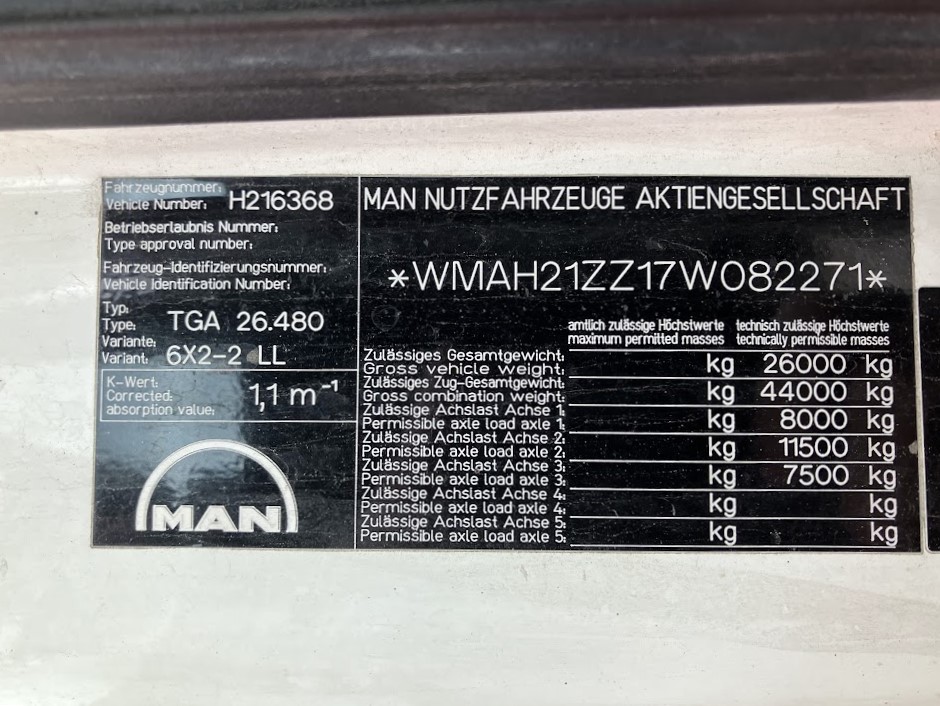 Fahrzeugnummer:
Vehicle Number: H216368
Betriebserlaubnis Nummer:
Type approval number:
Fahrzeug-Identifizierungsnummer:
Vehicle Identification Number:
Typ:
Type: TGA 26.480
Variante:
Variant: 6X2-2 LL
K-Wert:
Corrected:
absorption value: 1,1 m⁻¹
MAN
MAN NUTZFAHRZEUGE AKTIENGESELLSCHAFT
*WMAH21ZZ17W082271*
amtlich zulässige Höchstwerte technisch zulässige Höchstwerte
maximum permitted masses technically permissible masses
Zulässiges Gesamtgewicht:
Gross vehicle weight: kg 26000 kg
Zulässiges Zug-Gesamtgewicht:
Gross combination weight: kg 44000 kg
Zulässige Achslast Achse 1:
Permissible axle load axle 1: kg 8000 kg
Zulässige Achslast Achse 2:
Permissible axle load axle 2: kg 11500 kg
Zulässige Achslast Achse 3:
Permissible axle load axle 3: kg 7500 kg
Zulässige Achslast Achse 4:
Permissible axle load axle 4: kg kg
Zulässige Achslast Achse 5:
Permissible axle load axle 5: kg kg